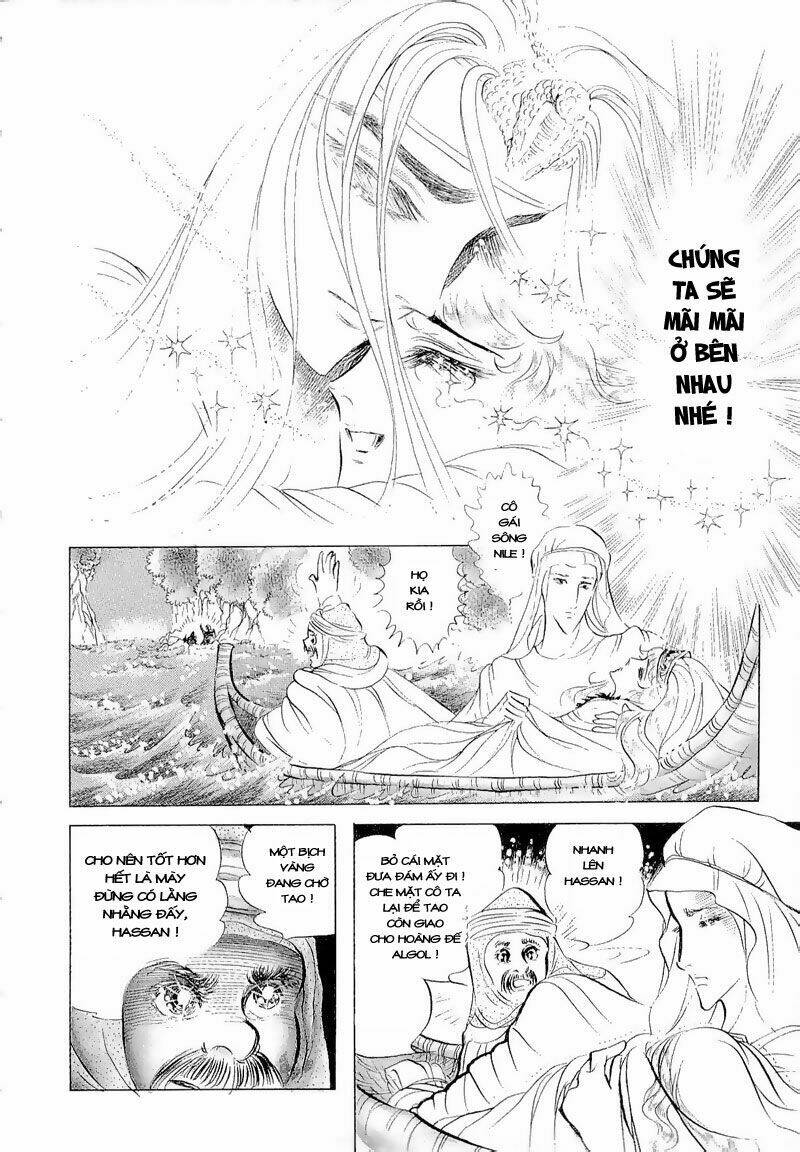 CHÚNG
TA SẼ
MÃI MÃI
Ở BÊN
NHAU
NHÉ !
CÔ
GÁI
SÔNG
NILE !
HỌ
KIA
RỒI !
NHANH
LÊN
HASSAN !
BỎ CÁI MẶT
ĐƯA ĐÁM ẤY ĐI !
CHE MẶT CÔ TA
LẠI ĐỂ TAO
CÒN GIAO
CHO HOÀNG ĐẾ
ALGOL !
MỘT BỊCH
VÀNG
ĐANG CHỜ
TAO !
CHO NÊN TỐT HƠN
HẾT LÀ MÀY
ĐỪNG CÓ LẰNG
NHẰNG ĐẤY,
HASSAN !